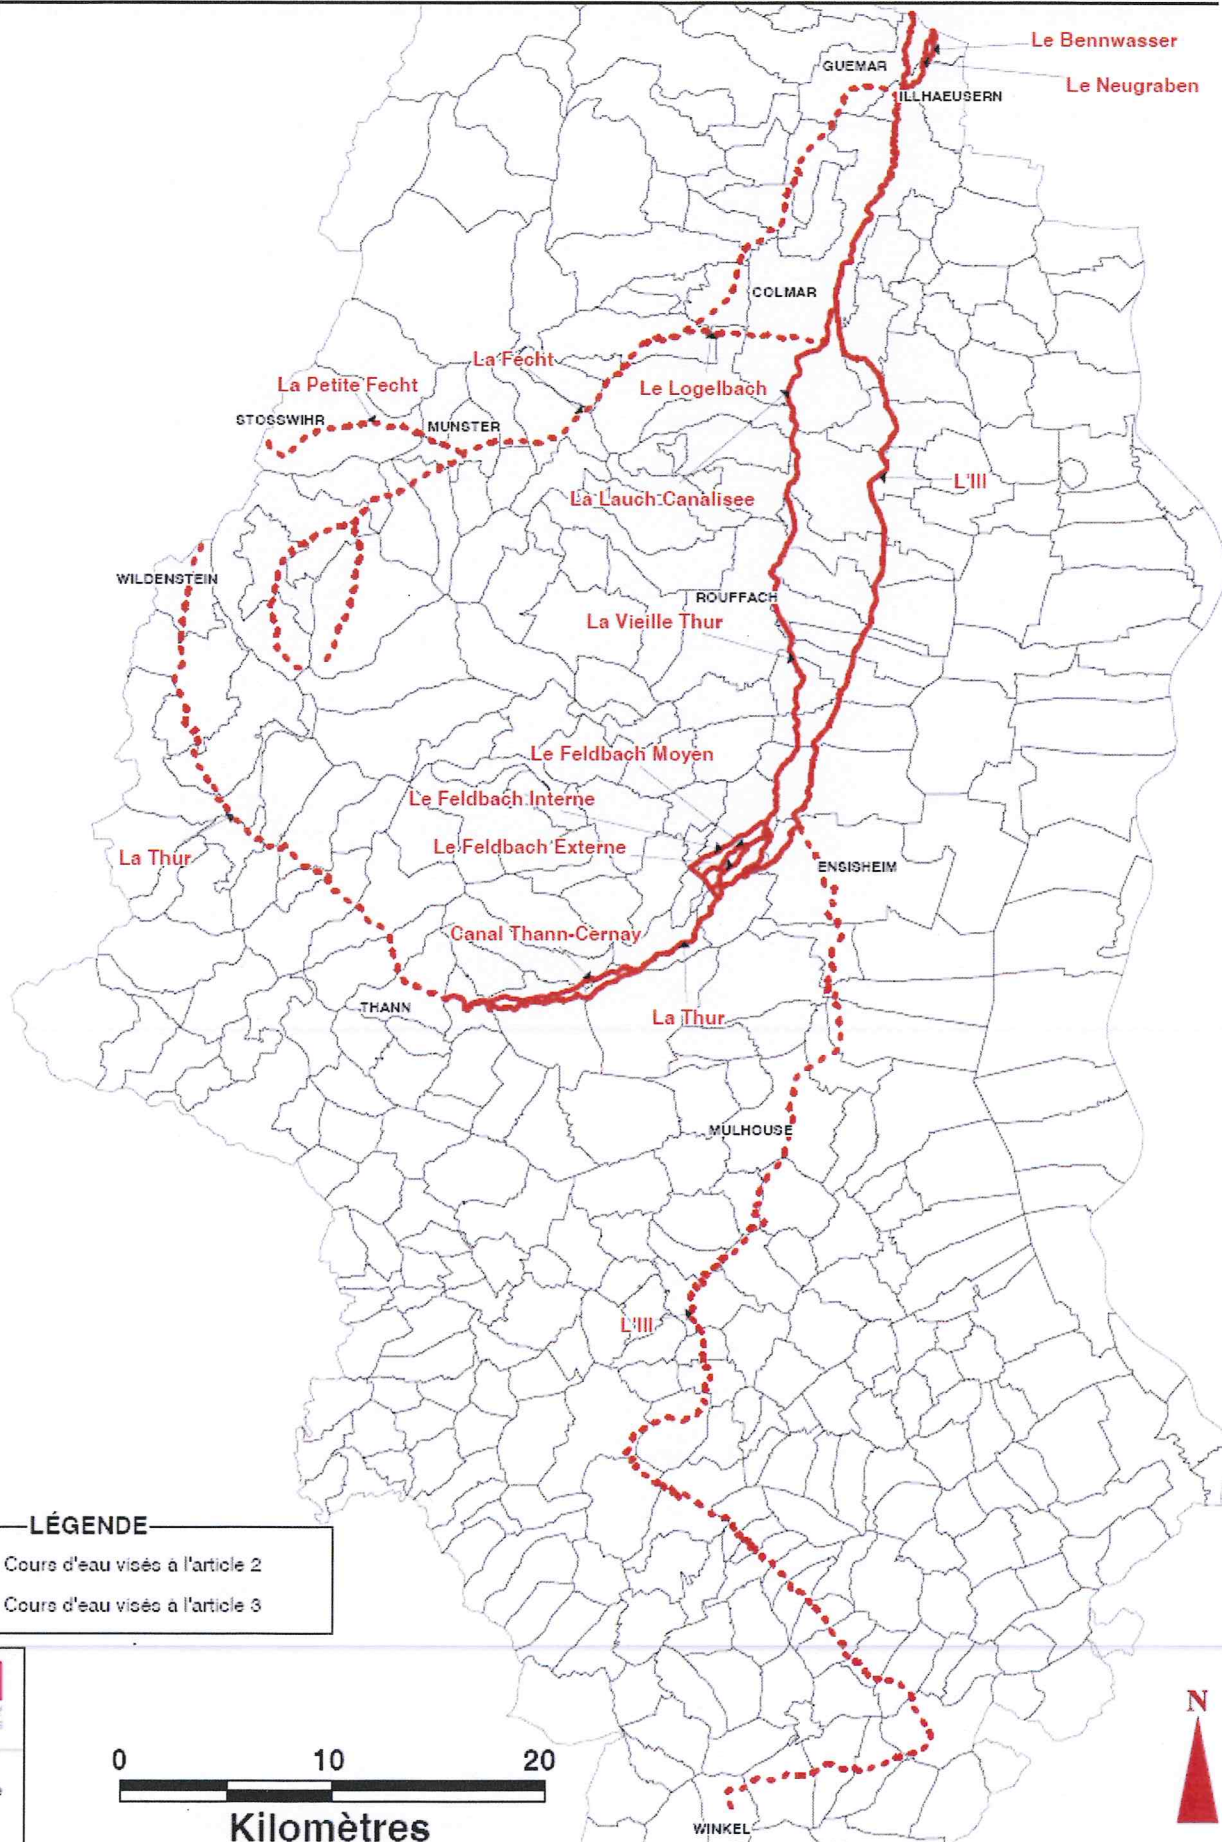 Le Bennwasser
GUEMAR
Le Neugraben
ILLHAEUSERN
COLMAR
La Fecht
La Petite Fecht
Le Logelbach
STOSSWIHR
MUNSTER
L'Ill
La Lauch Canalisee
WILDENSTEIN
ROUFFACH
La Vieille Thur
Le Feldbach Moyen
Le Feldbach Interne
Le Feldbach Externe
La Thur
ENSISHEIM
Canal Thann-Cernay
THANN
La Thur
MULHOUSE
L'Ill
LÉGENDE
Cours d'eau visés à l'article 2
Cours d'eau visés à l'article 3
N
0 10 20
Kilomètres
WINKEL